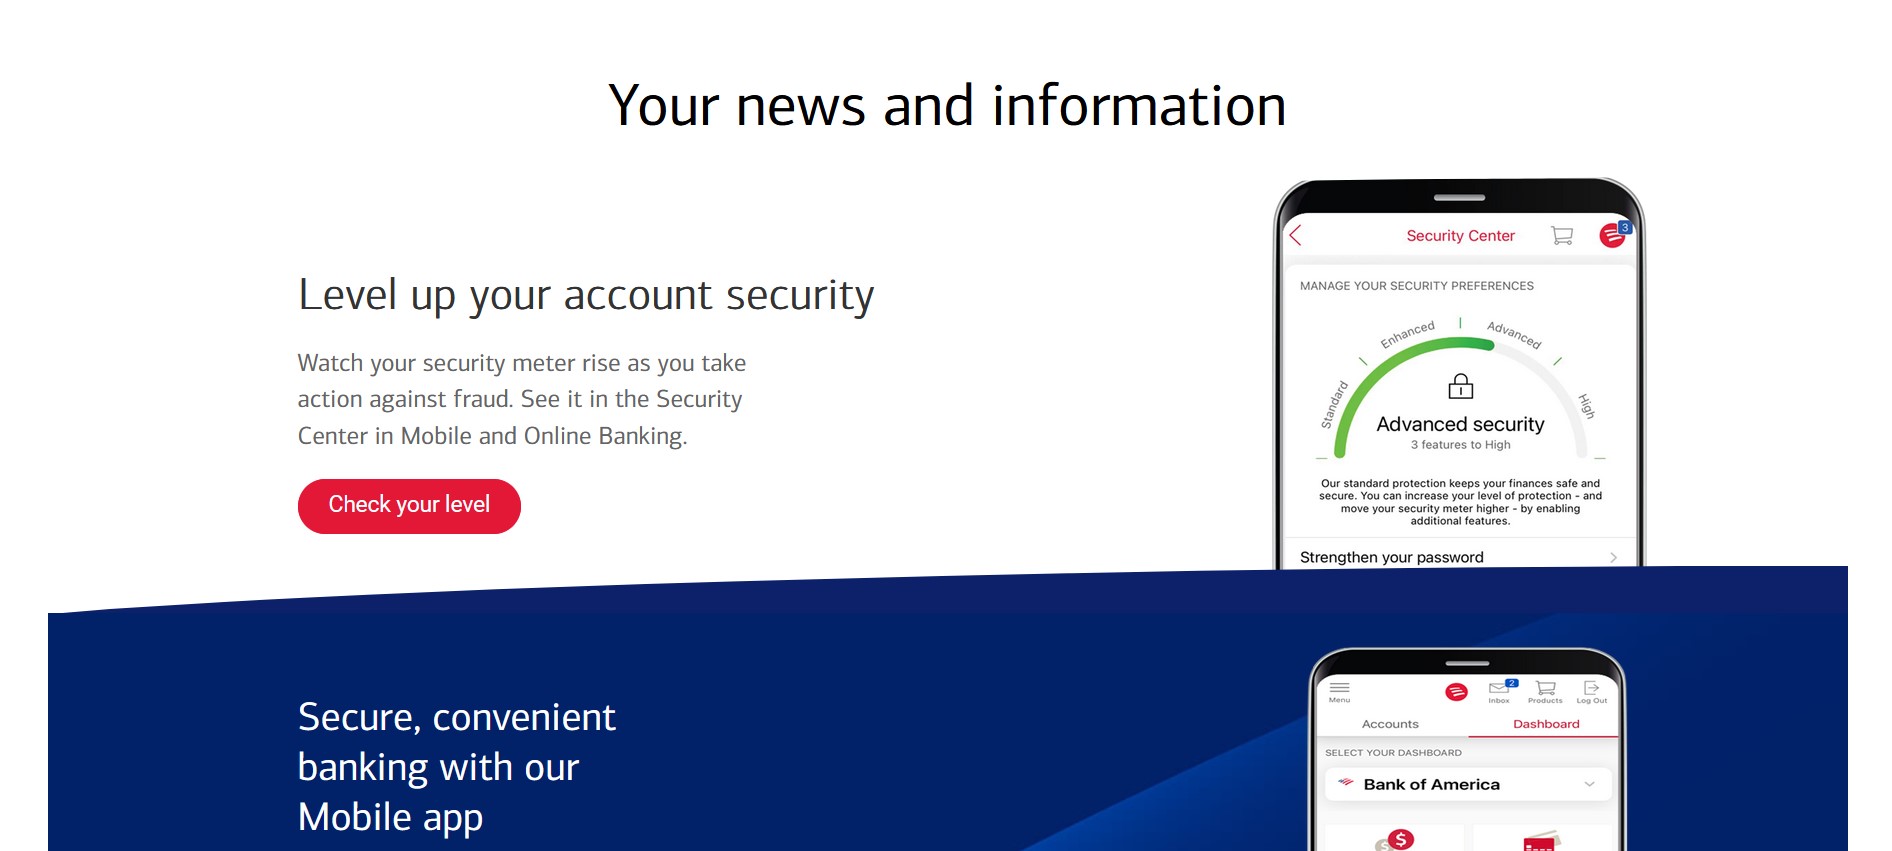 Your news and information
Level up your account security
Watch your security meter rise as you take
action against fraud. See it in the Security
Center in Mobile and Online Banking.
Check your level
Security Center
3
MANAGE YOUR SECURITY PREFERENCES
Standard
Enhanced
Advanced
High
Advanced security
3 features to High
Our standard protection keeps your finances safe and
secure. You can increase your level of protection - and
move your security meter higher - by enabling
additional features.
Strengthen your password
Secure, convenient
banking with our
Mobile app
Menu
2
Inbox
Products
Log Out
Accounts
Dashboard
SELECT YOUR DASHBOARD
Bank of America
$
$